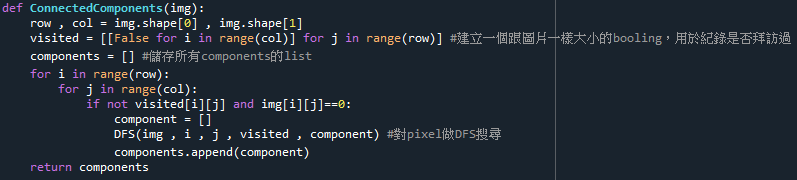 def ConnectedComponents(img):
row , col = img.shape[0] , img.shape[1]
visited = [[False for i in range(col)] for j in range(row)] #建立一個跟圖片一樣大小的booling，用於紀錄是否拜訪過
components = [] #儲存所有components的list
for i in range(row):
for j in range(col):
if not visited[i][j] and img[i][j]==0:
component = []
DFS(img , i , j , visited , component) #對pixel做DFS搜尋
components.append(component)
return components